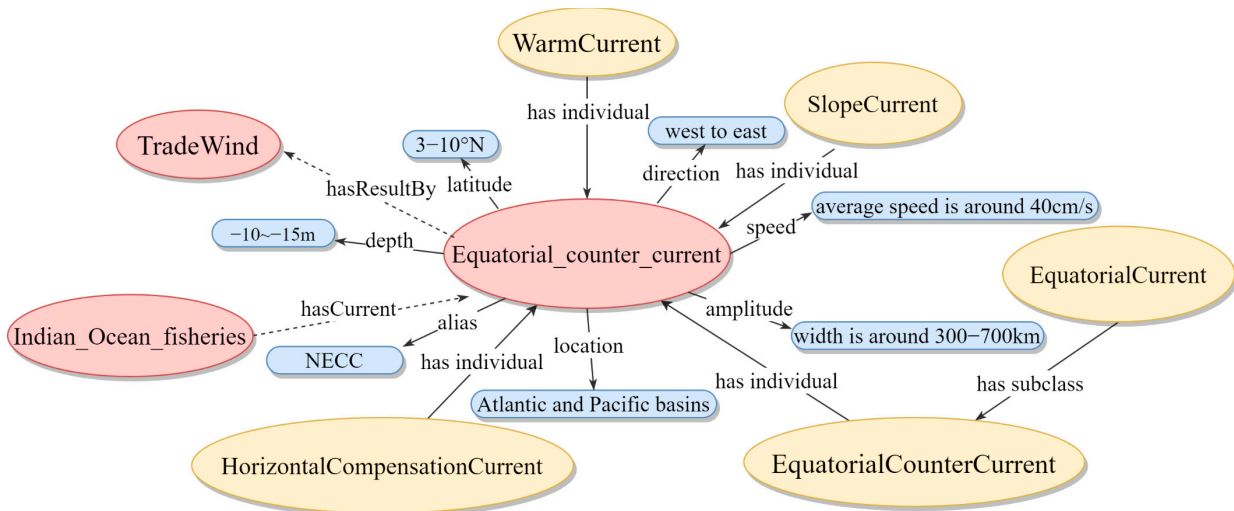 WarmCurrent
SlopeCurrent
has individual
west to east
TradeWind
3−10°N
hasResultBy
latitude
direction
has individual
average speed is around 40cm/s
−10~−15m
depth
Equatorial_counter_current
speed
EquatorialCurrent
hasCurrent
alias
amplitude
Indian_Ocean_fisheries
width is around 300−700km
NECC
has individual
location
has individual
has subclass
Atlantic and Pacific basins
HorizontalCompensationCurrent
EquatorialCounterCurrent